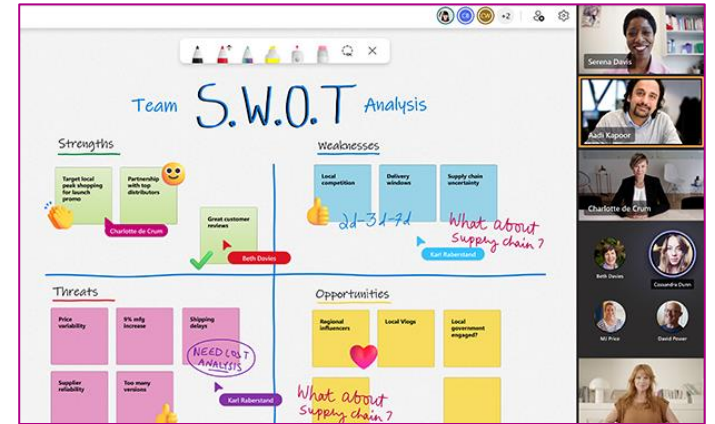 CB
CW
+2
Team S.W.O.T Analysis
Strengths
Target local
peak shopping
for launch
promo
Partnership
with top
distributors
Charlotte de Crum
Great customer
reviews
Beth Davies
Weaknesses
Local
competition
Delivery
windows
Supply chain
uncertainty
2d-3d-7d
What about
supply chain?
Karl Raberstand
Threats
Price
variability
9% mfg
increase
Shipping
delays
NEED COST
ANALYSIS
Supplier
reliability
Too many
versions
Karl Raberstand
Opportunities
Regional
influencers
Local Vlogs
Local
government
engaged?
What about
supply chain?
Serena Davis
Aadi Kapoor
Charlotte de Crum
Beth Davies
Cassandra Dunn
MJ Price
David Power